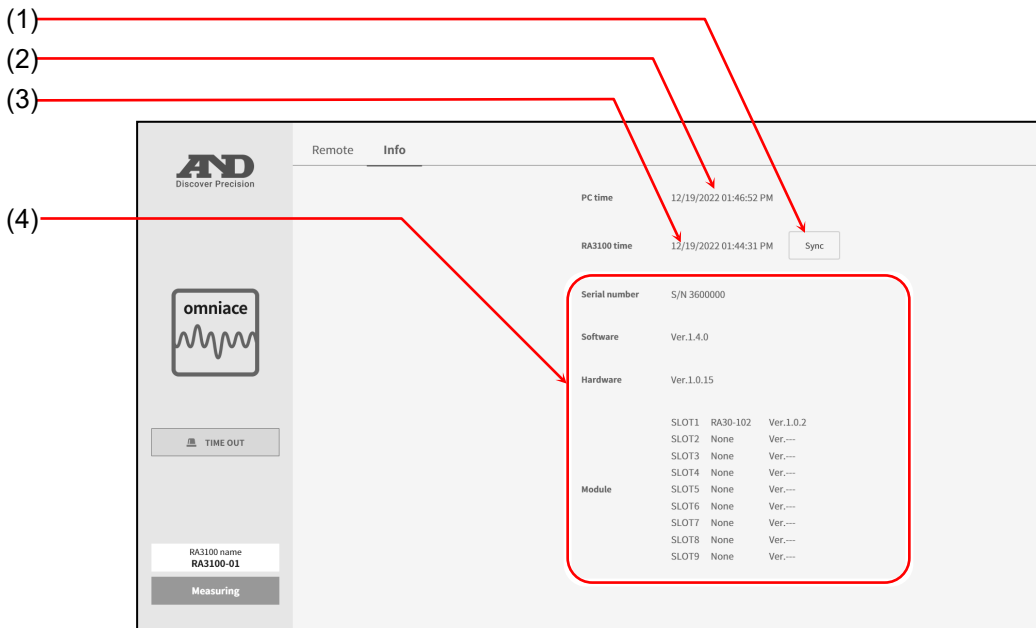 (1)
(2)
(3)
(4)
AND
Discover Precision
omniace
TIME OUT
RA3100 name
RA3100-01
Measuring
Remote Info
PC time 12/19/2022 01:46:52 PM
RA3100 time 12/19/2022 01:44:31 PM Sync
Serial number S/N 3600000
Software Ver.1.4.0
Hardware Ver.1.0.15
Module
SLOT1 RA30-102 Ver.1.0.2
SLOT2 None Ver.---
SLOT3 None Ver.---
SLOT4 None Ver.---
SLOT5 None Ver.---
SLOT6 None Ver.---
SLOT7 None Ver.---
SLOT8 None Ver.---
SLOT9 None Ver.---